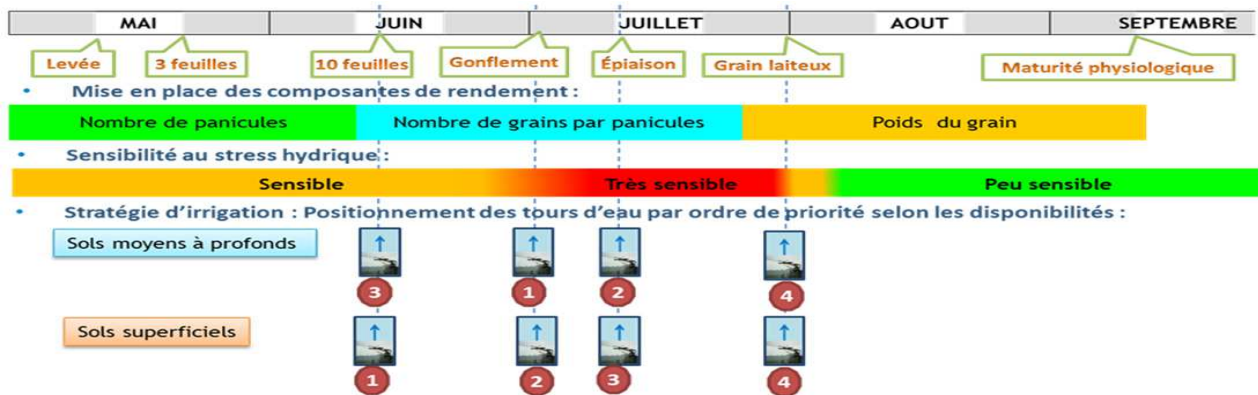 MAI JUIN JUILLET AOUT SEPTEMBRE
Levée 3 feuilles 10 feuilles Gonflement Épiaison Grain laiteux Maturité physiologique
• Mise en place des composantes de rendement :
Nombre de panicules Nombre de grains par panicules Poids du grain
• Sensibilité au stress hydrique :
Sensible Très sensible Peu sensible
• Stratégie d'irrigation : Positionnement des tours d'eau par ordre de priorité selon les disponibilités :
Sols moyens à profonds
3 1 2 4
Sols superficiels
1 2 3 4